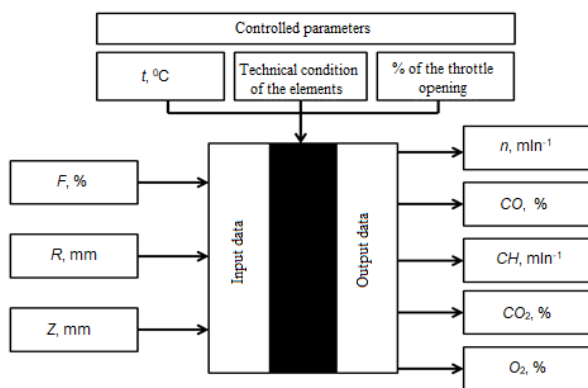 Controlled parameters
t, ⁰C
Technical condition
of the elements
% of the throttle
opening
F, %
R, mm
Z, mm
Input data
Output data
n, mln⁻¹
CO, %
CH, mln⁻¹
CO₂, %
O₂, %